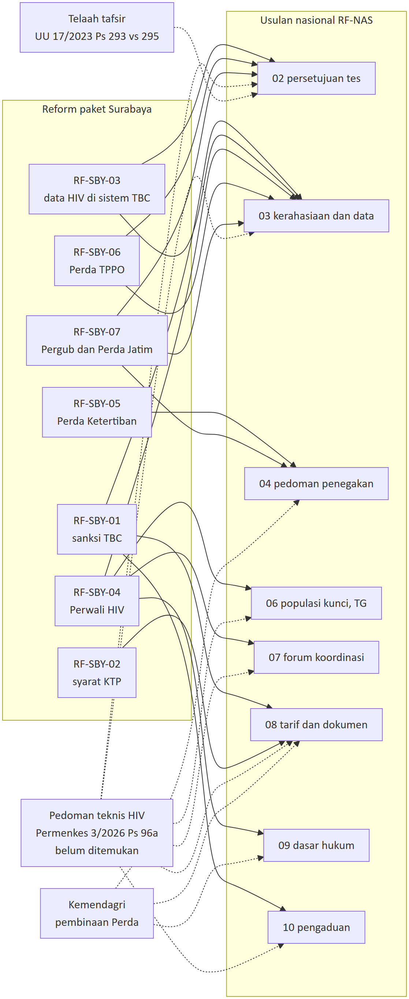 Telaah tafsir
UU 17/2023 Ps 293 vs 295
Reform paket Surabaya
RF-SBY-03
data HIV di sistem TBC
RF-SBY-06
Perda TPPO
RF-SBY-07
Pergub dan Perda Jatim
RF-SBY-05
Perda Ketertiban
RF-SBY-01
sanksi TBC
RF-SBY-04
Perwali HIV
RF-SBY-02
syarat KTP
Pedoman teknis HIV
Permenkes 3/2026 Ps 96a
belum ditemukan
Kemendagri
pembinaan Perda
Usulan nasional RF-NAS
02 persetujuan tes
03 kerahasiaan dan data
04 pedoman penegakan
06 populasi kunci, TG
07 forum koordinasi
08 tarif dan dokumen
09 dasar hukum
10 pengaduan